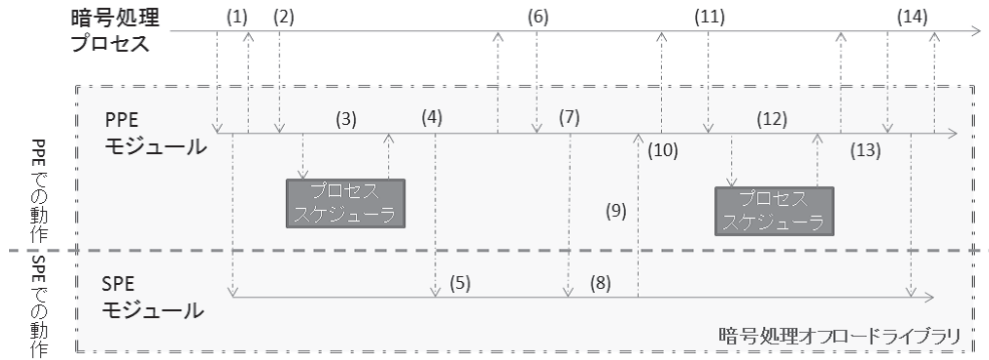 暗号処理
プロセス
(1)
(2)
(6)
(11)
(14)
PPE
モジュール
(3)
(4)
(7)
(12)
(10)
(13)
プロセス
スケジューラ
プロセス
スケジューラ
(9)
PPEでの動作
SPEでの動作
SPE
モジュール
(5)
(8)
暗号処理オフロードライブラリ